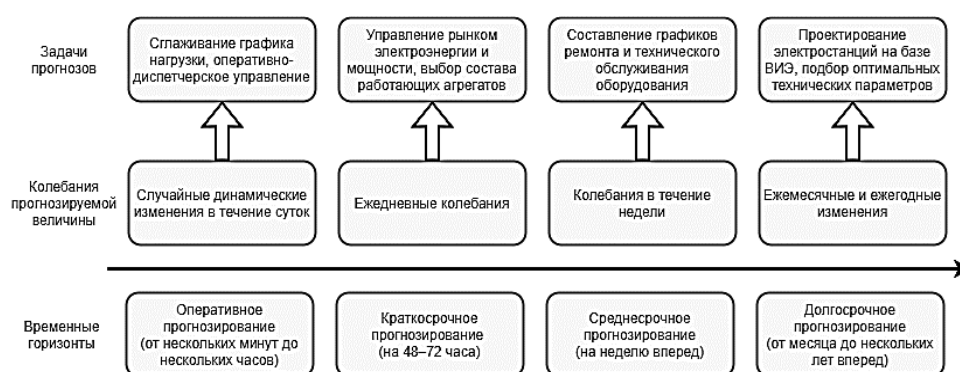 Задачи
прогнозов
Сглаживание графика
нагрузки, оперативно-
диспетчерское управление
Управление рынком
электроэнергии и
мощности, выбор состава
работающих агрегатов
Составление графиков
ремонта и технического
обслуживания
оборудования
Проектирование
электростанций на базе
ВИЭ, подбор оптимальных
технических параметров
Колебания
прогнозируемой
величины
Случайные динамические
изменения в течение суток
Ежедневные колебания
Колебания в течение
недели
Ежемесячные и ежегодные
изменения
Временные
горизонты
Оперативное
прогнозирование
(от нескольких минут до
нескольких часов)
Краткосрочное
прогнозирование
(на 48–72 часа)
Среднесрочное
прогнозирование
(на неделю вперед)
Долгосрочное
прогнозирование
(от месяца до нескольких
лет вперед)